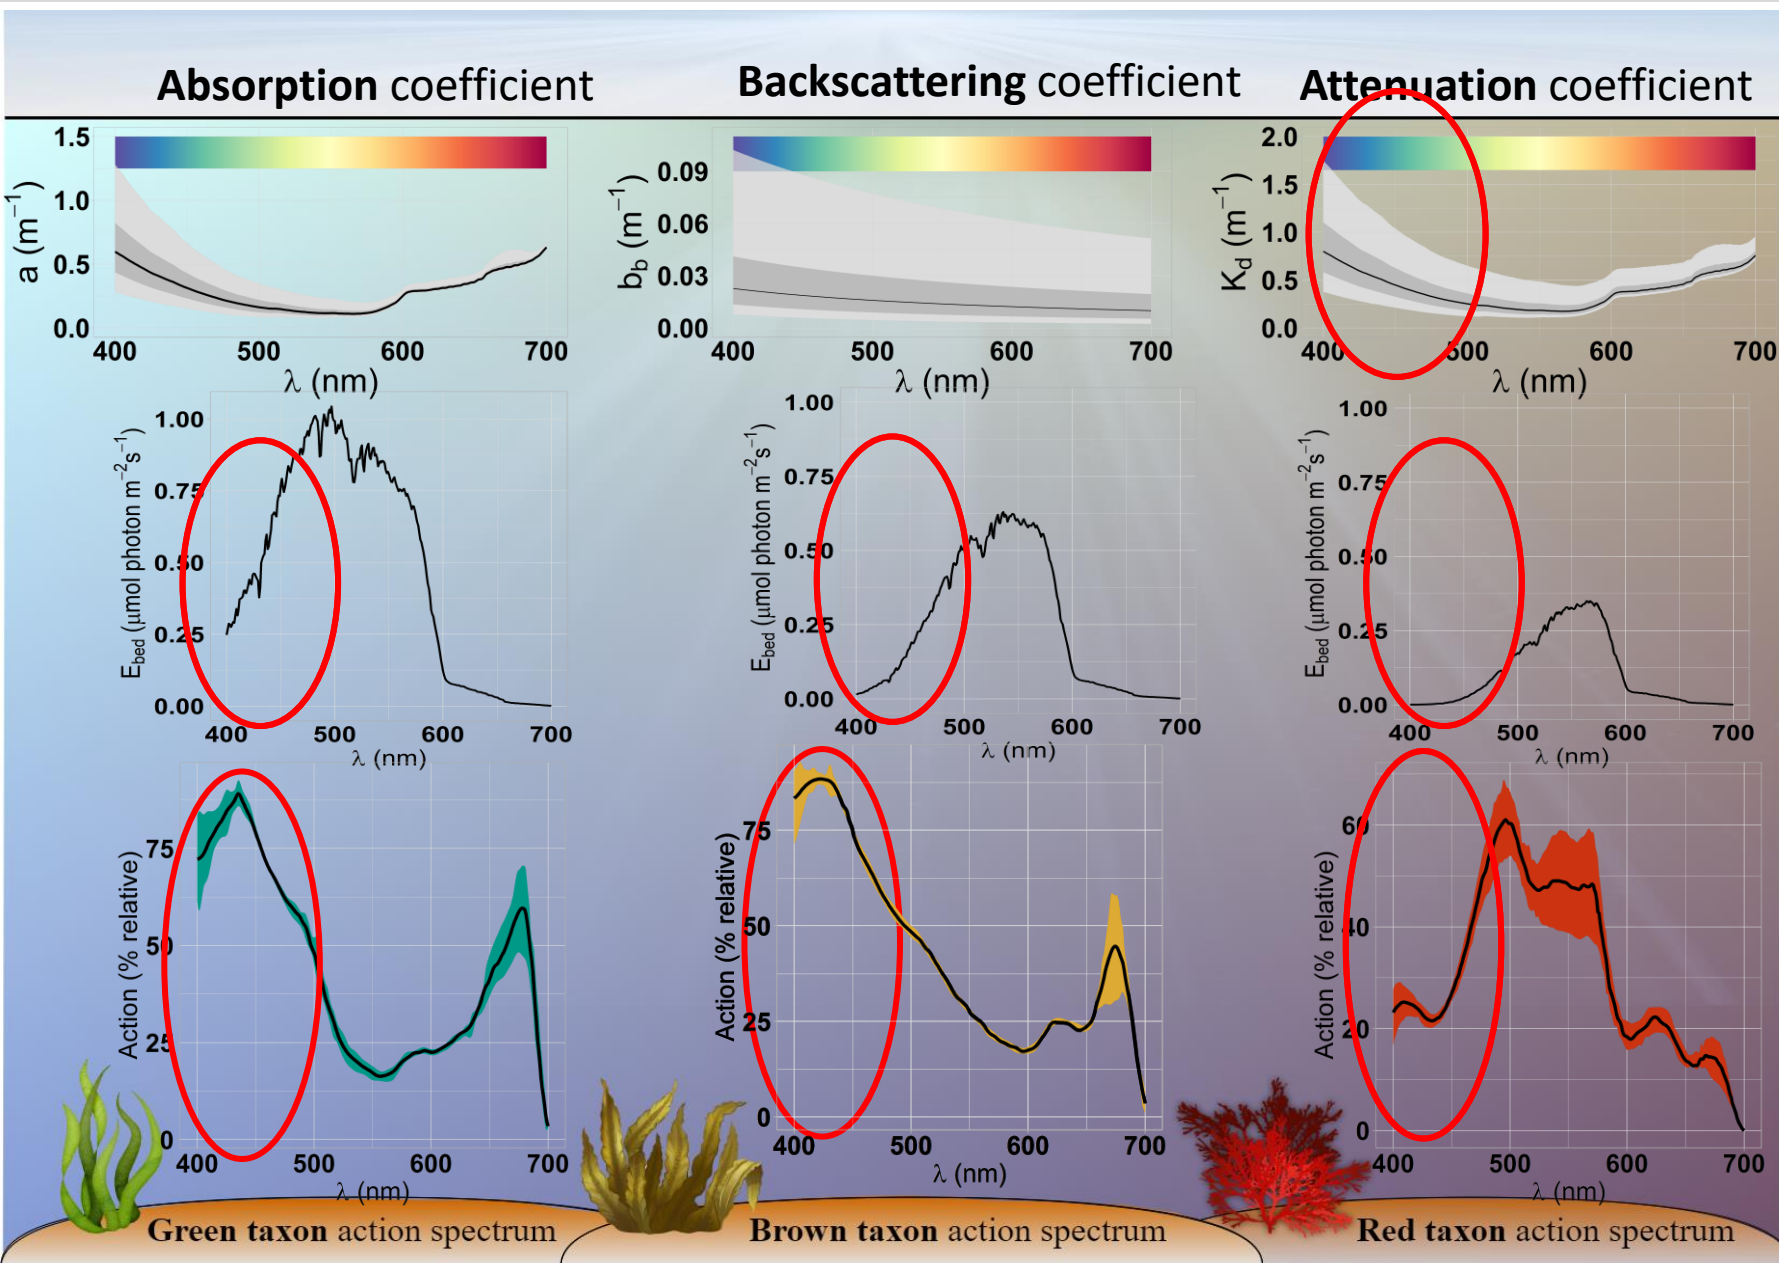 Absorption coefficient
Backscattering coefficient
Attenuation coefficient
a (m⁻¹)
1.5
1.0
0.5
0.0
400 500 600 700
λ (nm)
b_b (m⁻¹)
0.09
0.06
0.03
0.00
400 500 600 700
λ (nm)
K_d (m⁻¹)
2.0
1.5
1.0
0.5
0.0
400 500 600 700
λ (nm)
E_bed (μmol photon m⁻²s⁻¹)
1.00
0.75
0.50
0.25
0.00
400 500 600 700
λ (nm)
E_bed (μmol photon m⁻²s⁻¹)
1.00
0.75
0.50
0.25
0.00
400 500 600 700
λ (nm)
E_bed (μmol photon m⁻²s⁻¹)
1.00
0.75
0.50
0.25
0.00
400 500 600 700
λ (nm)
Action (% relative)
75
50
25
0
400 500 600 700
λ (nm)
Action (% relative)
75
50
25
0
400 500 600 700
λ (nm)
Action (% relative)
60
40
20
0
400 500 600 700
λ (nm)
Green taxon action spectrum
Brown taxon action spectrum
Red taxon action spectrum